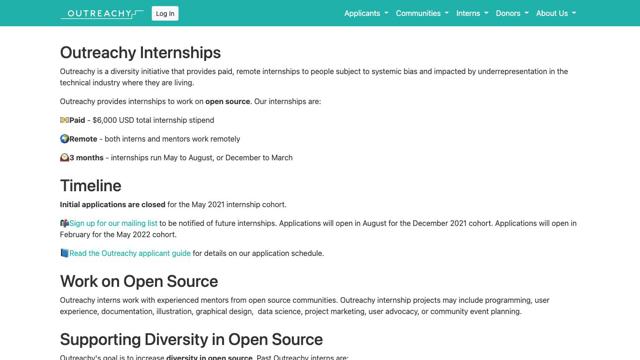 OUTREACHY
Log In
Applicants
Communities
Interns
Donors
About Us
Outreachy Internships
Outreachy is a diversity initiative that provides paid, remote internships to people subject to systemic bias and impacted by underrepresentation in the
technical industry where they are living.
Outreachy provides internships to work on open source. Our internships are:
Paid - $6,000 USD total internship stipend
Remote - both interns and mentors work remotely
3 months - internships run May to August, or December to March
Timeline
Initial applications are closed for the May 2021 internship cohort.
Sign up for our mailing list to be notified of future internships. Applications will open in August for the December 2021 cohort. Applications will open in
February for the May 2022 cohort.
Read the Outreachy applicant guide for details on our application schedule.
Work on Open Source
Outreachy interns work with experienced mentors from open source communities. Outreachy internship projects may include programming, user
experience, documentation, illustration, graphical design, data science, project marketing, user advocacy, or community event planning.
Supporting Diversity in Open Source
Outreachy's goal is to increase diversity in open source. Past Outreachy interns are: